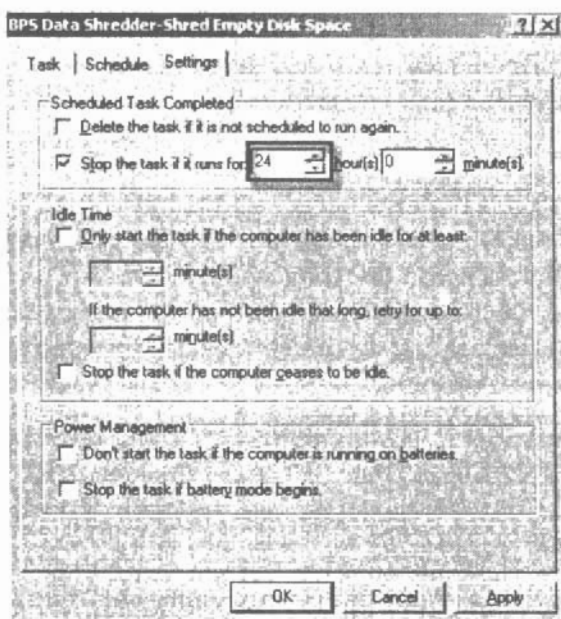 BPS Data Shredder-Shred Empty Disk Space
Task Schedule Settings
Scheduled Task Completed
Delete the task if it is not scheduled to run again.
Stop the task if it runs for: 24 hour(s) 0 minute(s).
Idle Time
Only start the task if the computer has been idle for at least:
minute(s)
If the computer has not been idle that long, retry for up to:
minute(s)
Stop the task if the computer ceases to be idle.
Power Management
Don't start the task if the computer is running on batteries.
Stop the task if battery mode begins.
OK Cancel Apply